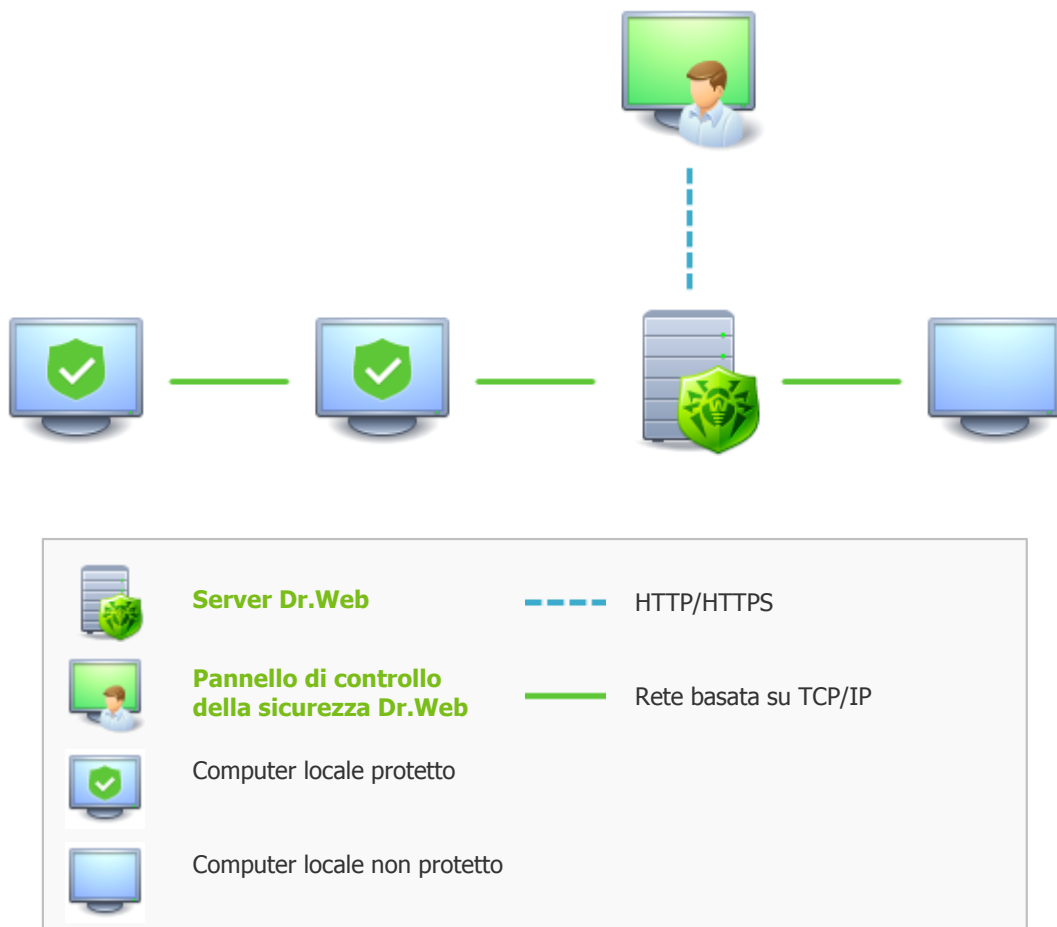 Server Dr.Web
HTTP/HTTPS
Pannello di controllo
della sicurezza Dr.Web
Rete basata su TCP/IP
Computer locale protetto
Computer locale non protetto